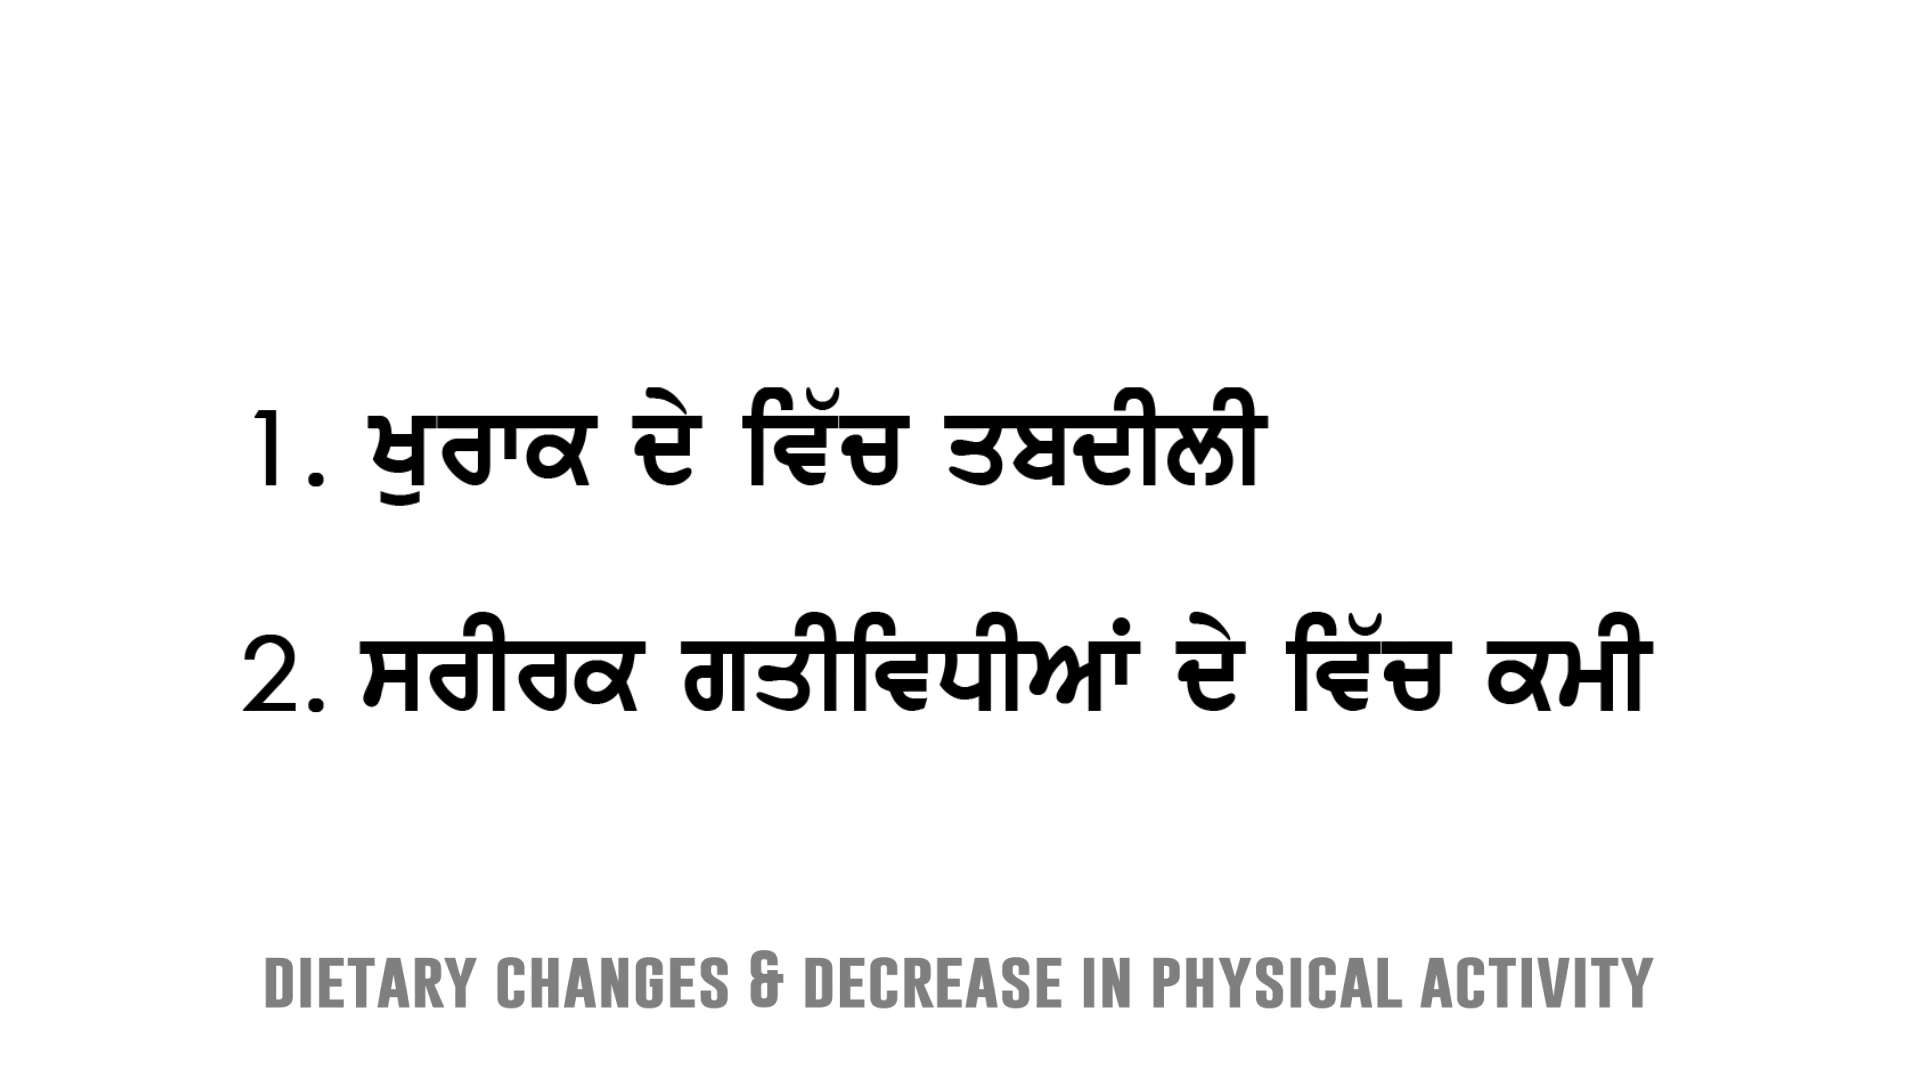 1. ਖੁਰਾਕ ਦੇ ਵਿੱਚ ਤਬਦੀਲੀ
2. ਸਰੀਰਕ ਗਤੀਵਿਧੀਆਂ ਦੇ ਵਿੱਚ ਕਮੀ
DIETARY CHANGES & DECREASE IN PHYSICAL ACTIVITY